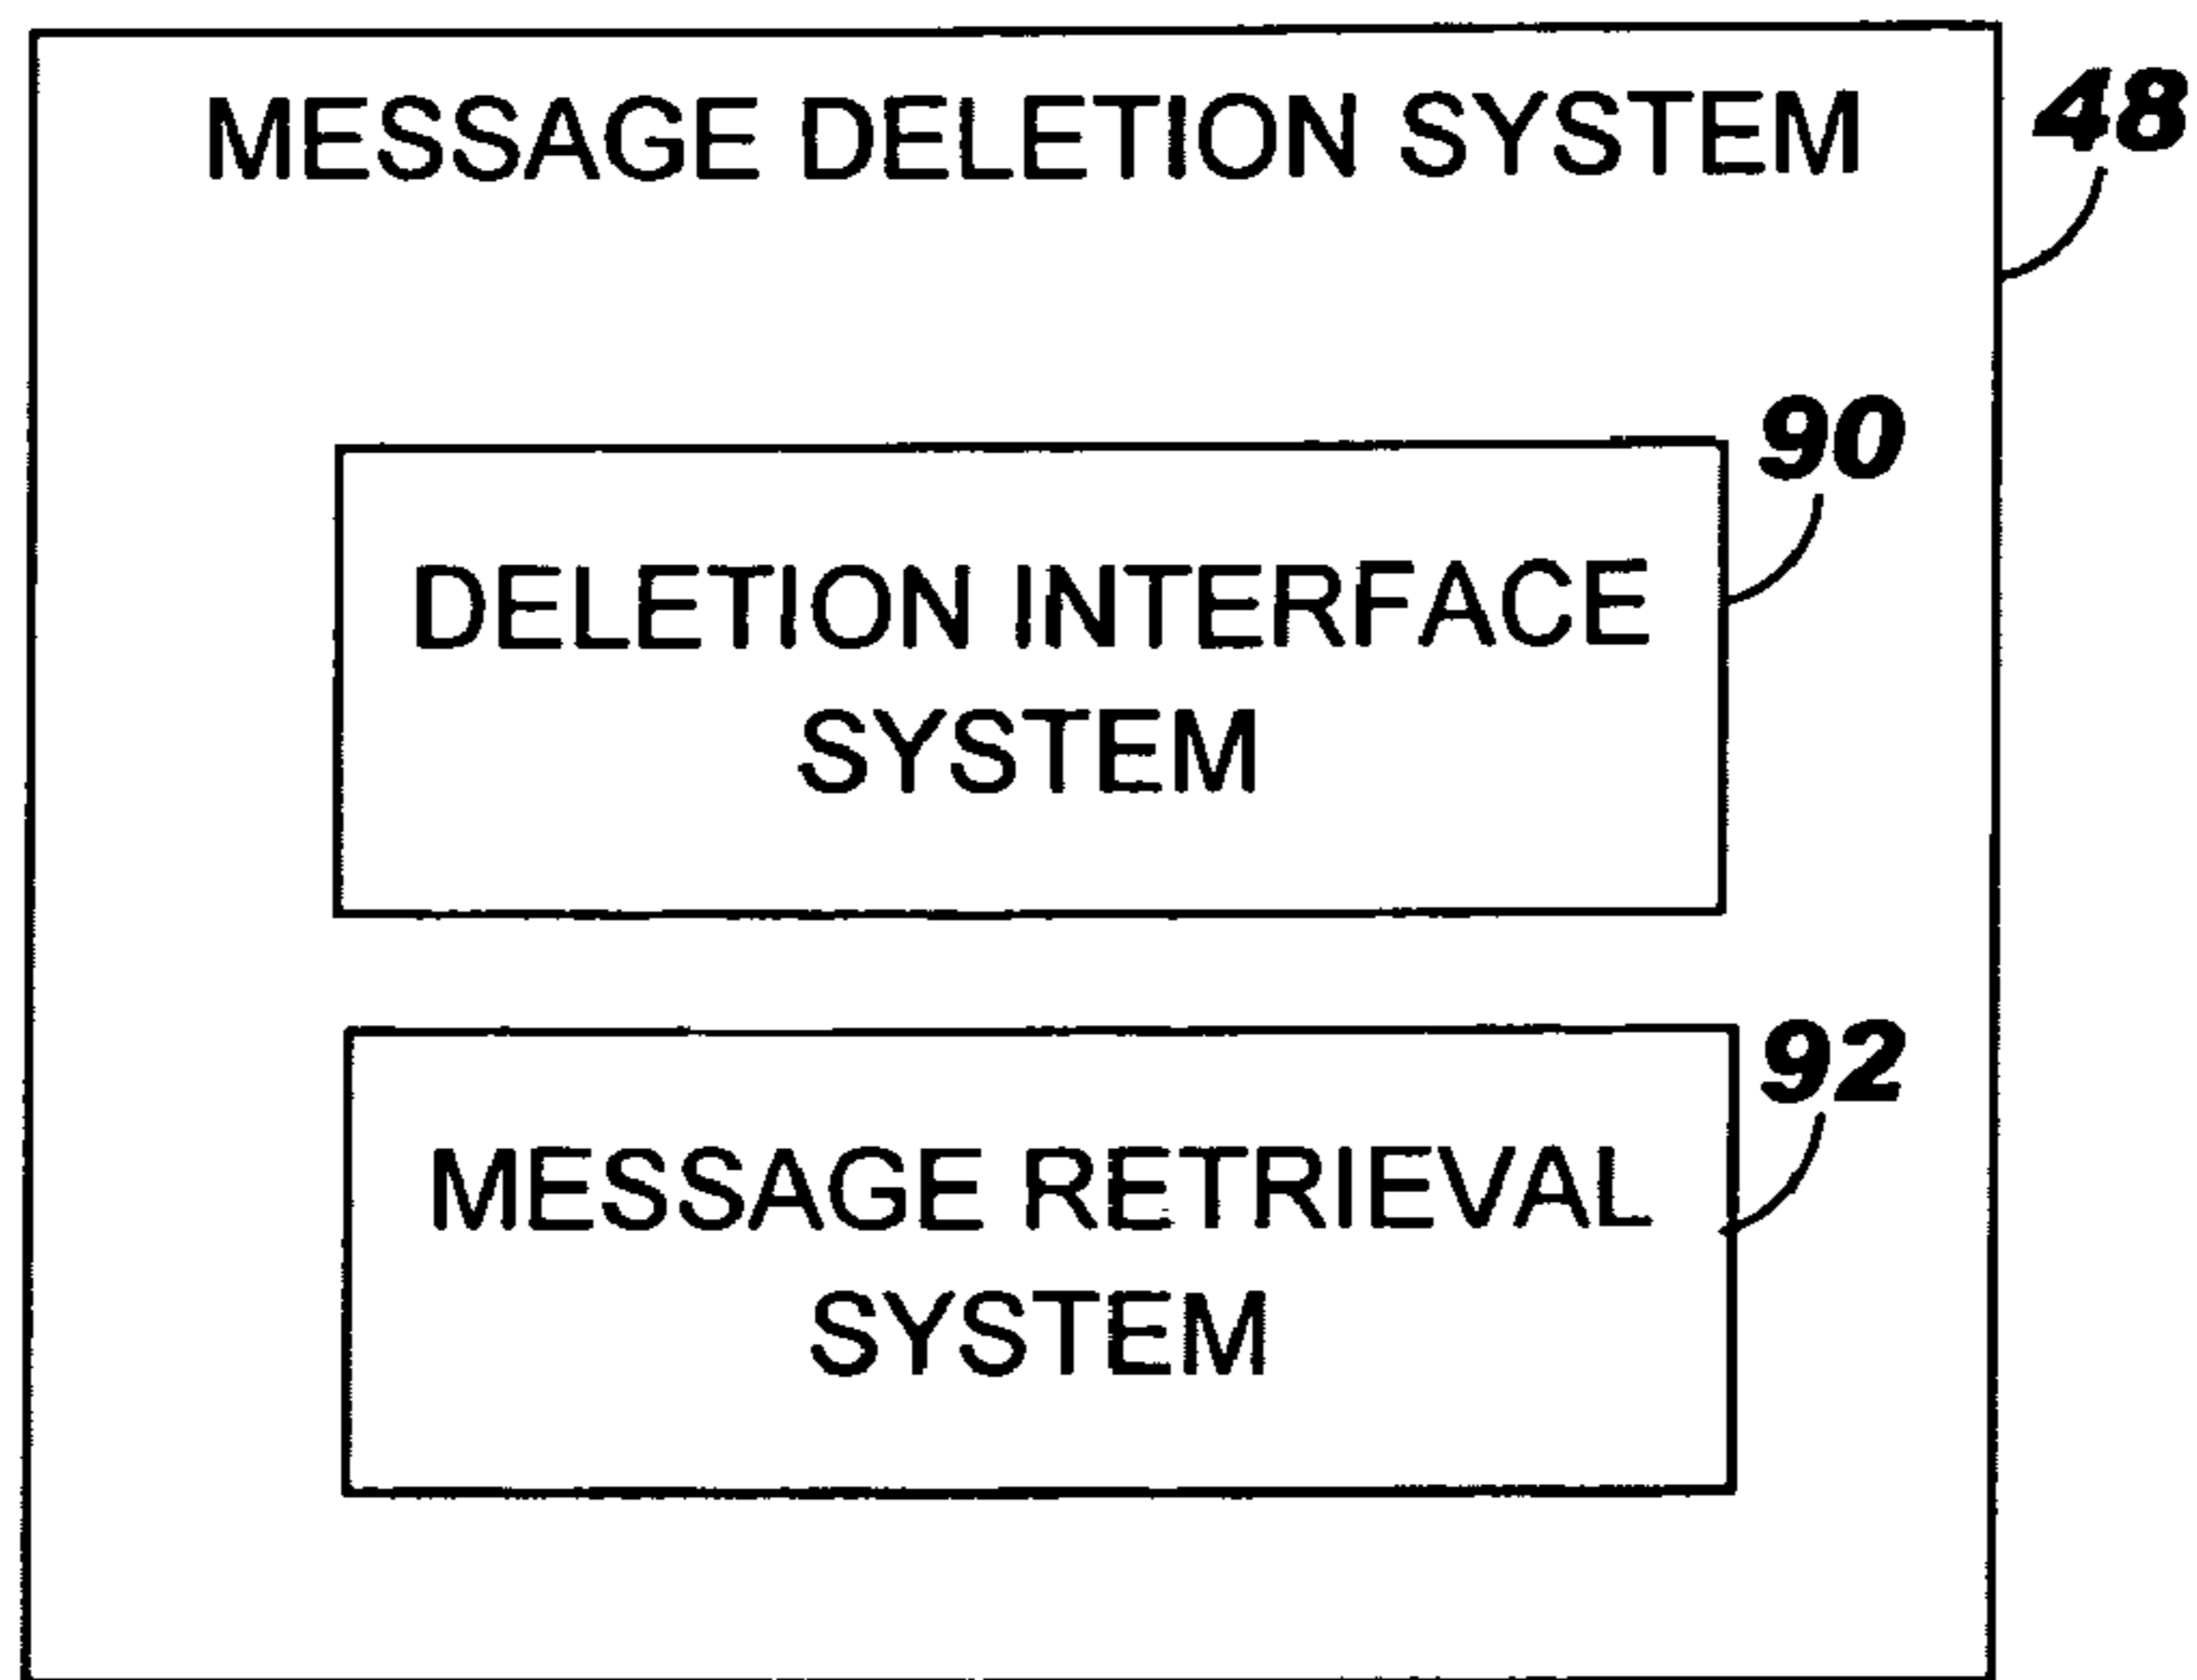 MESSAGE DELETION SYSTEM 48
90
DELETION INTERFACE
SYSTEM
92
MESSAGE RETRIEVAL
SYSTEM